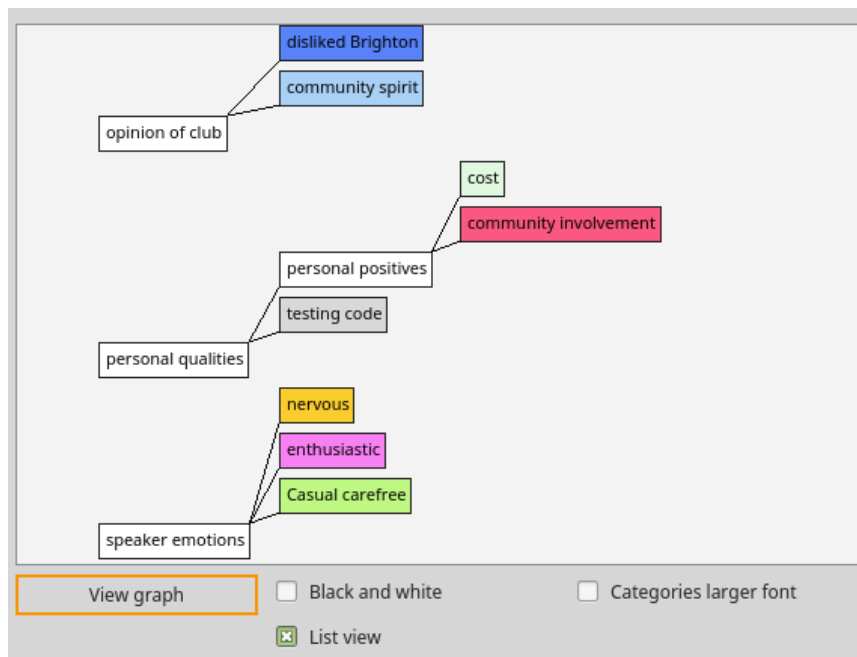 disliked Brighton
community spirit
opinion of club
cost
community involvement
personal positives
testing code
personal qualities
nervous
enthusiastic
Casual carefree
speaker emotions
View graph
Black and white
Categories larger font
List view